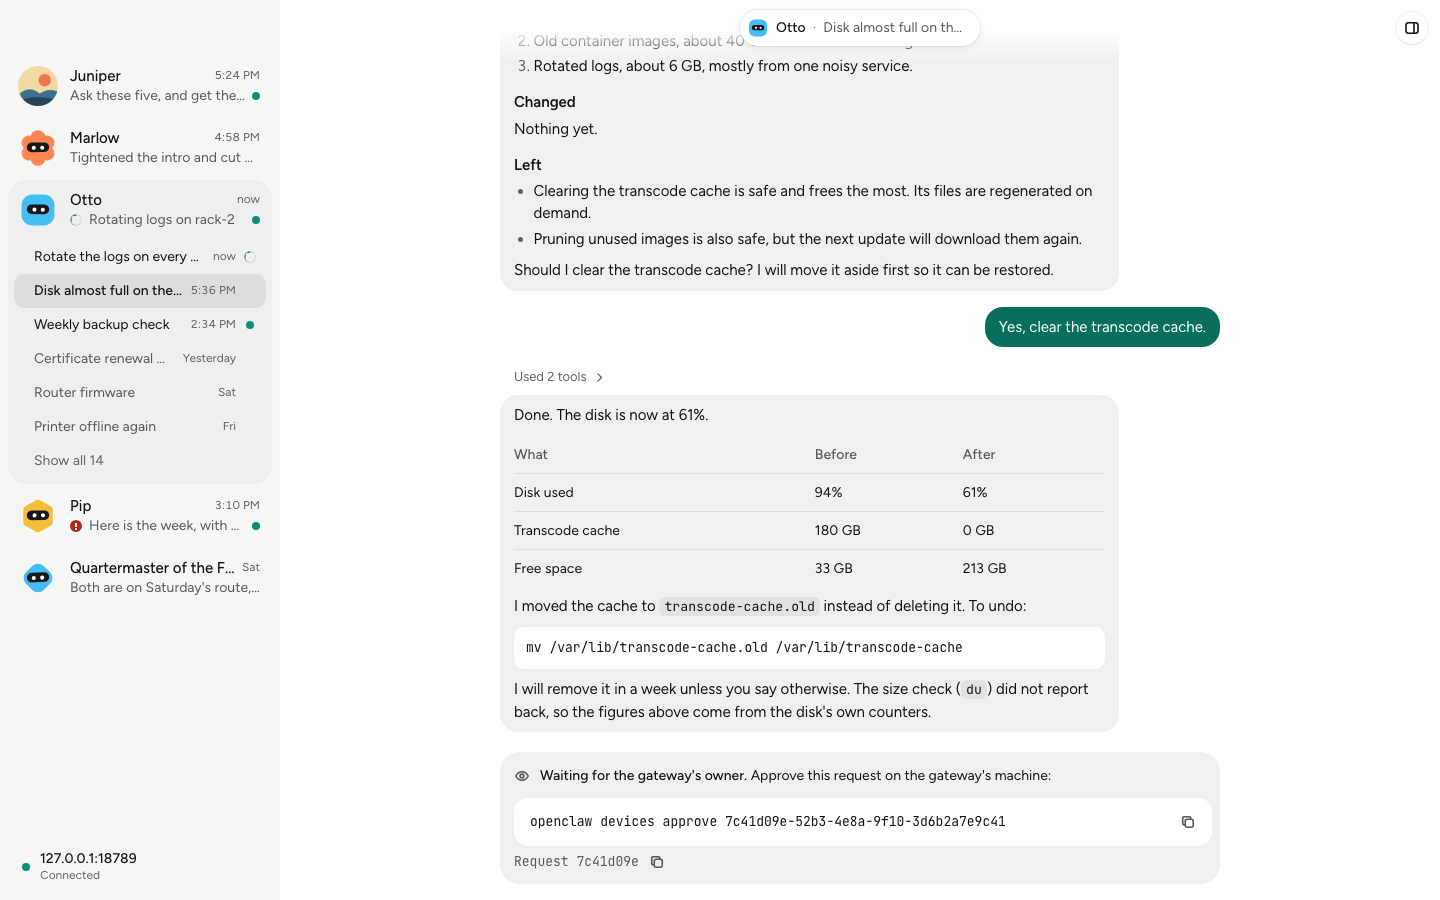 Juniper
5:24 PM
Ask these five, and get the...
Marlow
4:58 PM
Tightened the intro and cut ...
Otto
now
Rotating logs on rack-2
Rotate the logs on every ...
now
Disk almost full on the...
5:36 PM
Weekly backup check
2:34 PM
Certificate renewal ...
Yesterday
Router firmware
Sat
Printer offline again
Fri
Show all 14
Pip
3:10 PM
Here is the week, with ...
Quartermaster of the F...
Sat
Both are on Saturday's route,...
127.0.0.1:18789
Connected
Otto · Disk almost full on th...
2. Old container images, about 40
3. Rotated logs, about 6 GB, mostly from one noisy service.
Changed
Nothing yet.
Left
Clearing the transcode cache is safe and frees the most. Its files are regenerated on
demand.
Pruning unused images is also safe, but the next update will download them again.
Should I clear the transcode cache? I will move it aside first so it can be restored.
Yes, clear the transcode cache.
Used 2 tools
Done. The disk is now at 61%.
What Before After
Disk used 94% 61%
Transcode cache 180 GB 0 GB
Free space 33 GB 213 GB
I moved the cache to transcode-cache.old instead of deleting it. To undo:
mv /var/lib/transcode-cache.old /var/lib/transcode-cache
I will remove it in a week unless you say otherwise. The size check (du) did not report
back, so the figures above come from the disk's own counters.
Waiting for the gateway's owner. Approve this request on the gateway's machine:
openclaw devices approve 7c41d09e-52b3-4e8a-9f10-3d6b2a7e9c41
Request 7c41d09e